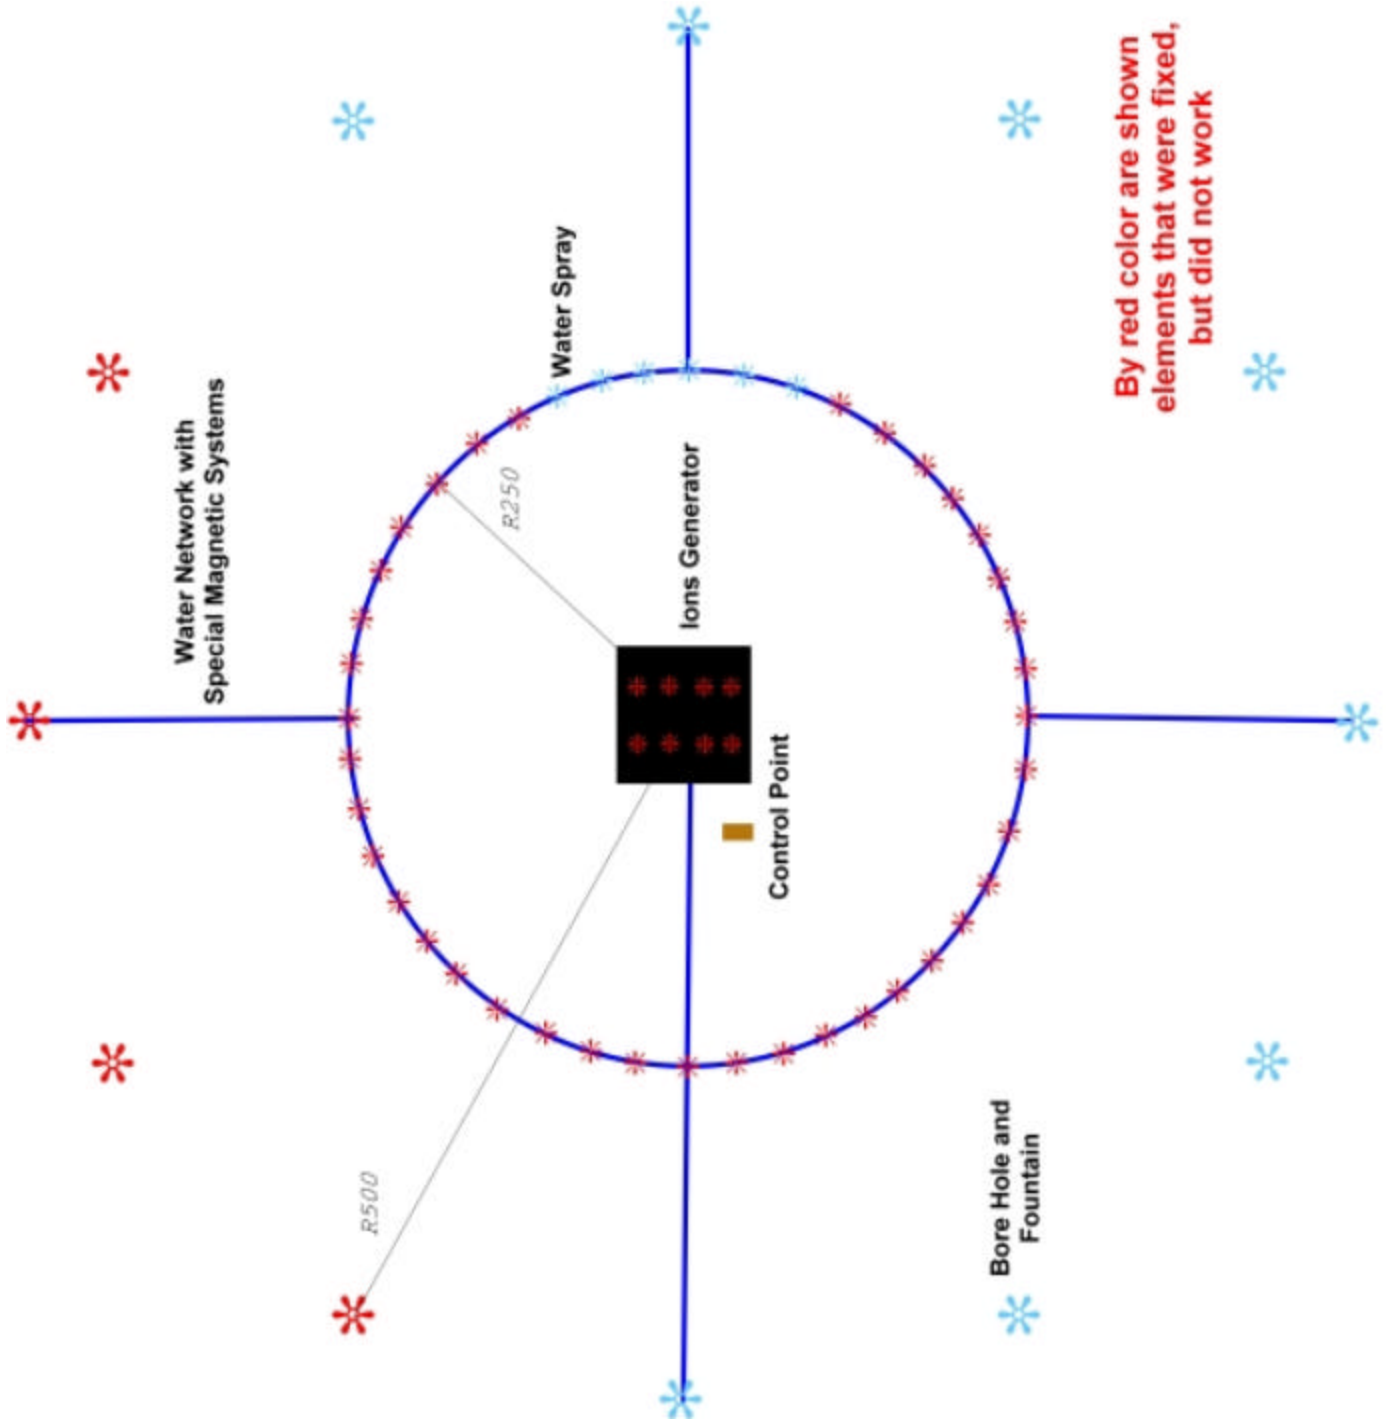 Water Network with
Special Magnetic Systems
R500
R250
Water Spray
Ions Generator
Control Point
Bore Hole and
Fountain
By red color are shown
elements that were fixed,
but did not work